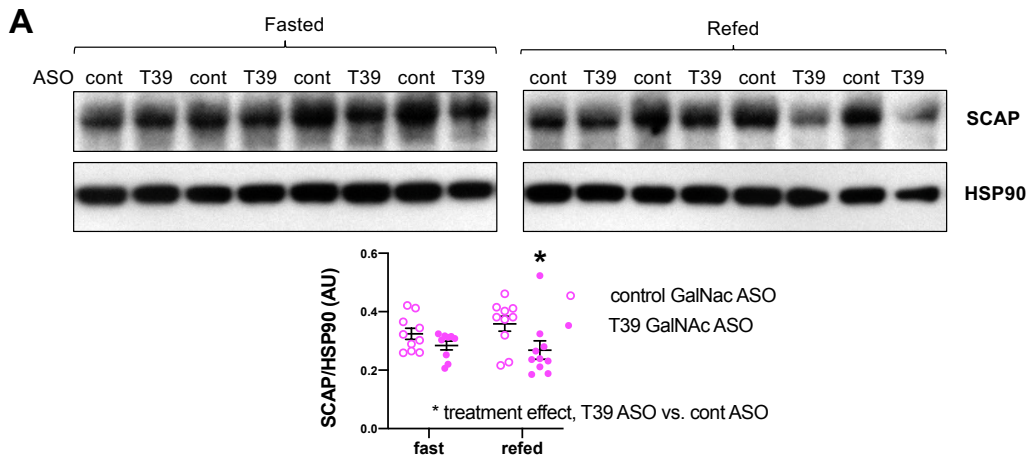 A
Fasted
Refed
ASO cont T39 cont T39 cont T39 cont T39
cont T39 cont T39 cont T39 cont T39
SCAP
HSP90
SCAP/HSP90 (AU)
0.6
0.4
0.2
0.0
*
control GalNac ASO
T39 GalNAc ASO
* treatment effect, T39 ASO vs. cont ASO
fast refed